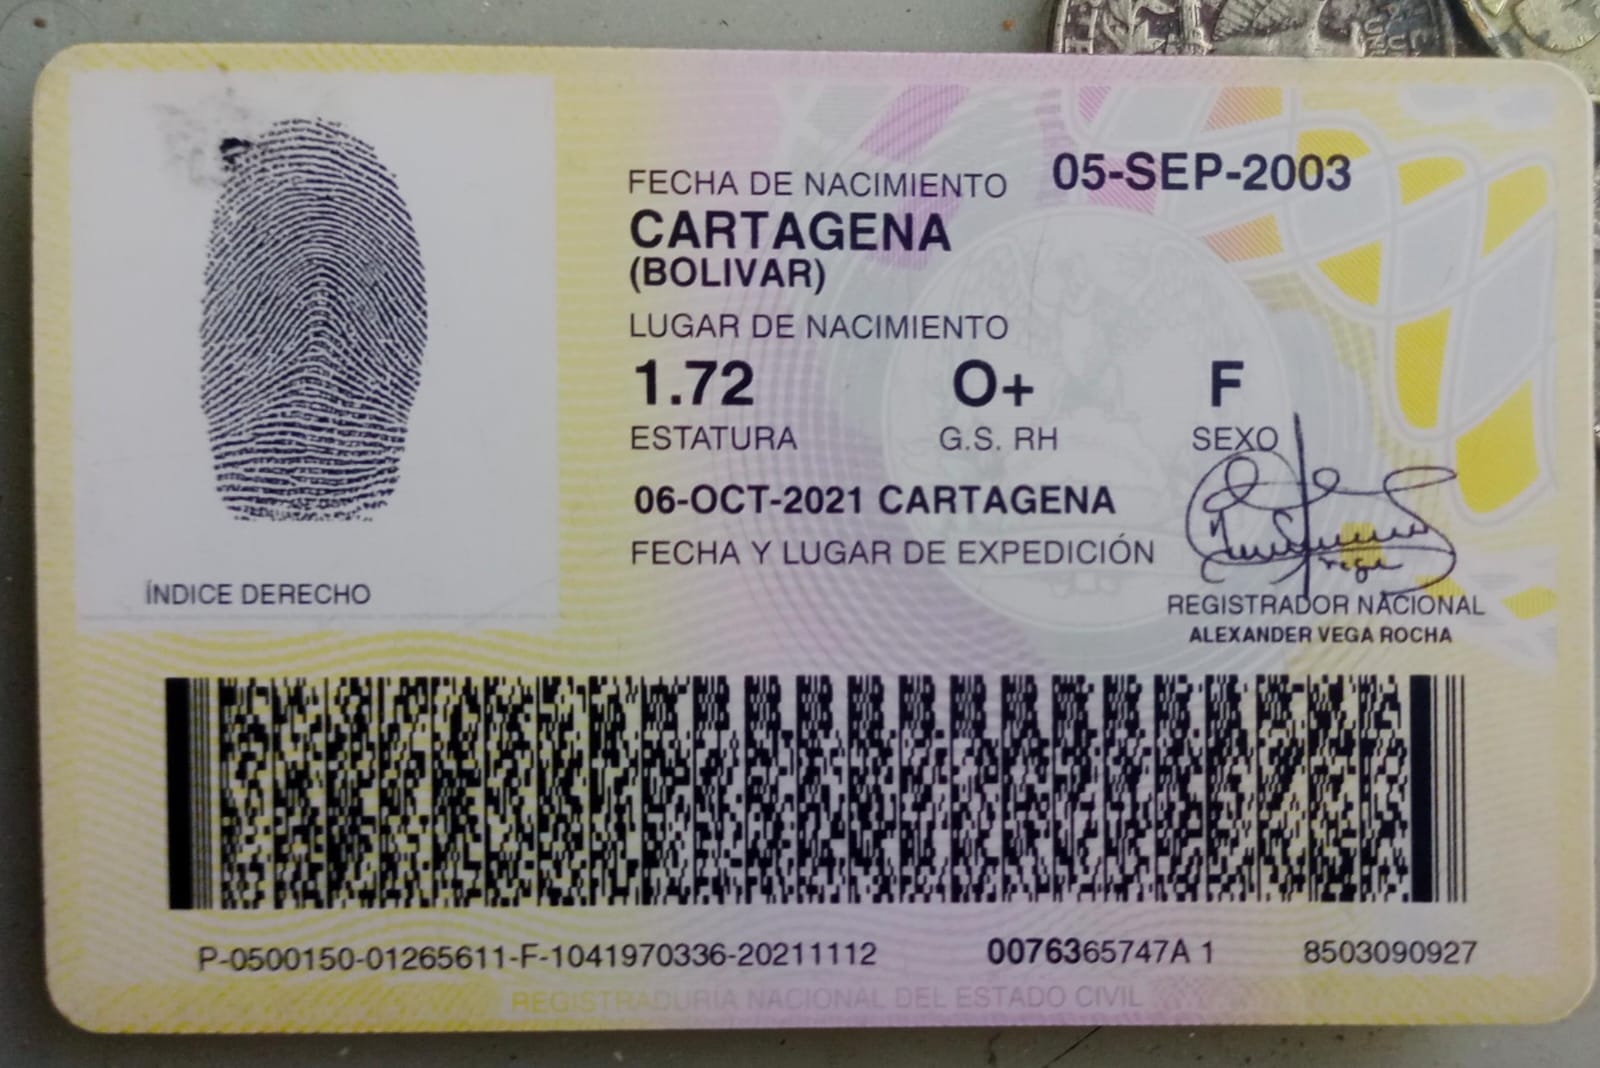 FECHA DE NACIMIENTO 05-SEP-2003
CARTAGENA
(BOLIVAR)
LUGAR DE NACIMIENTO
1.72 O+ F
ESTATURA G.S. RH SEXO
06-OCT-2021 CARTAGENA
FECHA Y LUGAR DE EXPEDICIÓN
ÍNDICE DERECHO
REGISTRADOR NACIONAL
ALEXANDER VEGA ROCHA
P-0500150-01265611-F-1041970336-20211112 0076365747A 1 8503090927
REGISTRADURÍA NACIONAL DEL ESTADO CIVIL